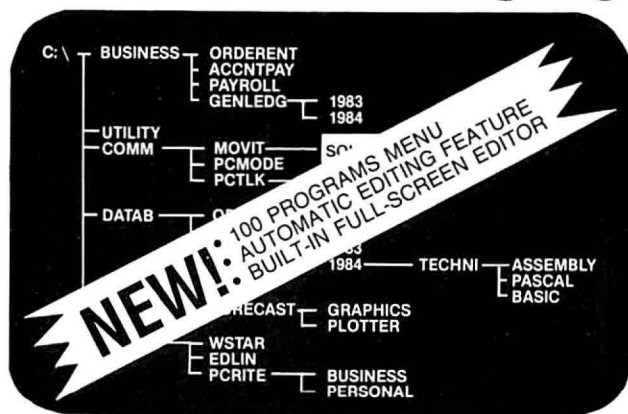 C:\ BUSINESS ORDERENT
ACCNTPAY
PAYROLL
GENLEDG 1983
1984
UTILITY
COMM MOVIT
PCMODE
PCTLK
DATAB
1984 TECHNI ASSEMBLY
PASCAL
BASIC
GRAPHICS
PLOTTER
WSTAR
EDLIN
PCRITE BUSINESS
PERSONAL
NEW!:
100 PROGRAMS MENU
AUTOMATIC EDITING FEATURE
BUILT-IN FULL-SCREEN EDITOR